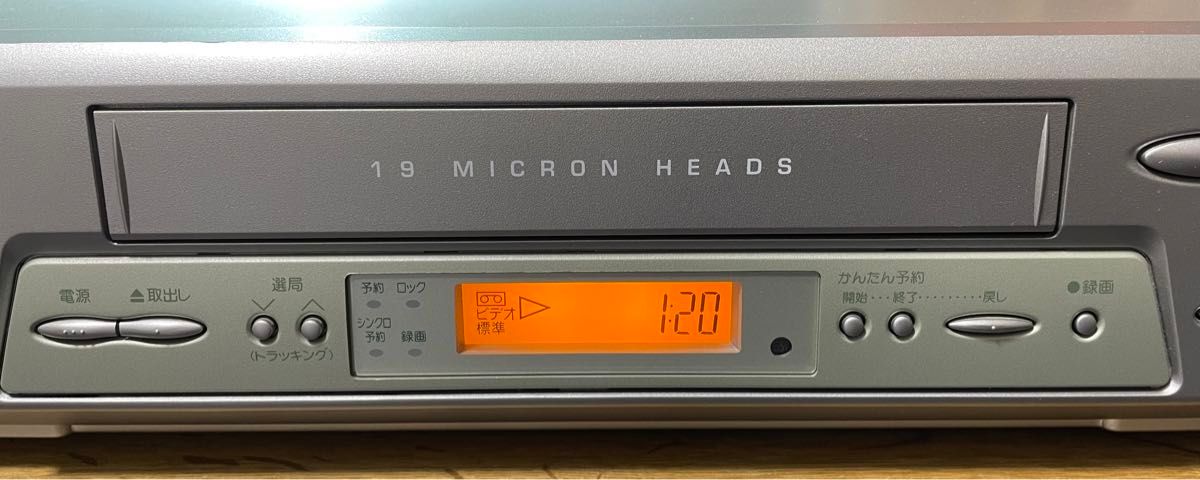 19 MICRON HEADS
電源 ▲取出し
選局
(トラッキング)
予約 ロック
シンクロ
予約 録画
ビデオ
標準
1:20
かんたん予約
開始・・・終了・・・・・・・・・戻し
●録画